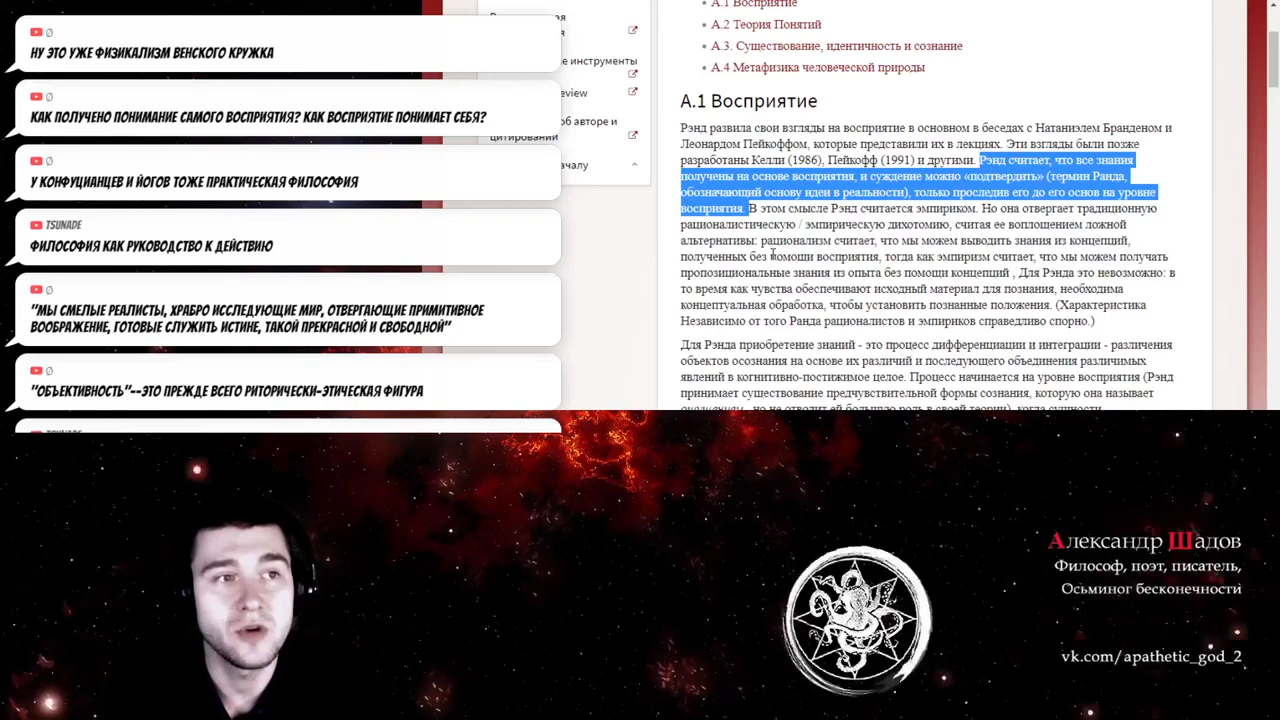 Ø
НУ ЭТО УЖЕ ФИЗИКАЛИЗМ ВЕНСКОГО КРУЖКА
Ø
КАК ПОЛУЧЕНО ПОНИМАНИЕ САМОГО ВОСПРИЯТИЯ? КАК ВОСПРИЯТИЕ ПОНИМАЕТ СЕБЯ?
Ø
У КОНФУЦИАНЦЕВ И ЙОГОВ ТОЖЕ ПРАКТИЧЕСКАЯ ФИЛОСОФИЯ
TSUNADE
ФИЛОСОФИЯ КАК РУКОВОДСТВО К ДЕЙСТВИЮ
Ø
"МЫ СМЕЛЫЕ РЕАЛИСТЫ, ХРАБРО ИССЛЕДУЮЩИЕ МИР, ОТВЕРГАЮЩИЕ ПРИМИТИВНОЕ
ВООБРАЖЕНИЕ, ГОТОВЫЕ СЛУЖИТЬ ИСТИНЕ, ТАКОЙ ПРЕКРАСНОЙ И СВОБОДНОЙ"
Ø
"ОБЪЕКТИВНОСТЬ"--ЭТО ПРЕЖДЕ ВСЕГО РИТОРИЧЕСКИ-ЭТИЧЕСКАЯ ФИГУРА
инструменты
об авторе и
цитировании
А.1 Восприятие
А.2 Теория Понятий
А.3. Существование, идентичность и сознание
А.4 Метафизика человеческой природы
А.1 Восприятие
Рэнд развила свои взгляды на восприятие в основном в беседах с Натаниэлем Бранденом и
Леонардом Пейкоффом, которые представили их в лекциях. Эти взгляды были позже
разработаны Келли (1986), Пейкофф (1991) и другими. Рэнд считает, что все знания
получены на основе восприятия, и суждение можно «подтвердить» (термин Ранда,
обозначающий основу идеи в реальности), только проследив его до его основ на уровне
восприятия. В этом смысле Рэнд считается эмпириком. Но она отвергает традиционную
рационалистическую / эмпирическую дихотомию, считая ее воплощением ложной
альтернативы: рационализм считает, что мы можем выводить знания из концепций,
полученных без помощи восприятия, тогда как эмпиризм считает, что мы можем получать
пропозициональные знания из опыта без помощи концепций , Для Рэнда это невозможно: в
то время как чувства обеспечивают исходный материал для познания, необходима
концептуальная обработка, чтобы установить познанные положения. (Характеристика
Независимо от того Ранда рационалистов и эмпириков справедливо спорно.)
Для Рэнда приобретение знаний - это процесс дифференциации и интеграции - различения
объектов осознания на основе их различий и последующего объединения различимых
явлений в когнитивно-постижимое целое. Процесс начинается на уровне восприятия (Рэнд
принимает существование предчувствительной формы сознания, которую она называет
Александр Шадов
Философ, поэт, писатель,
Осьминог бесконечности
vk.com/apathetic_god_2